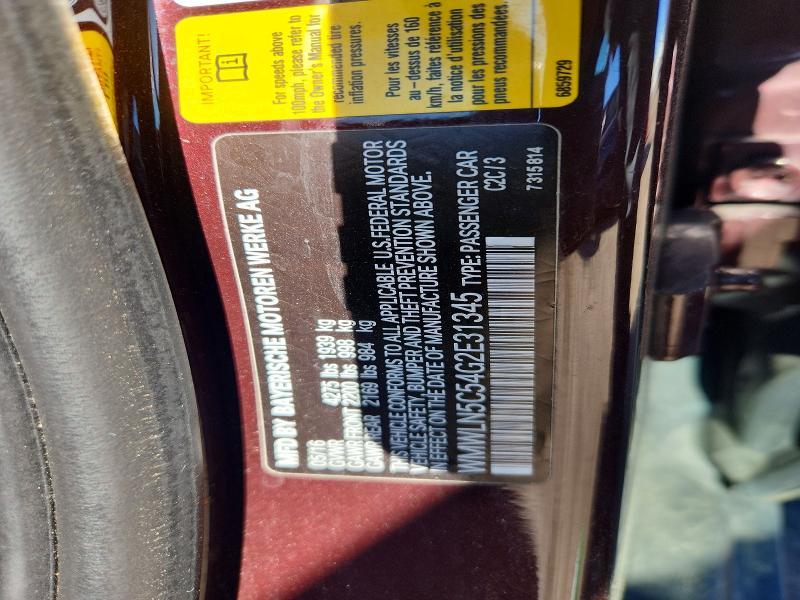 IMPORTANT!
For speeds above
100mph, please refer to
the Owner's Manual for
recommended tire
inflation pressures.
Pour les vitesses
au-dessus de 160
km/h, faites référence à
la notice d'utilisation
pour les pressions des
pneus recommandées.
6859729
MFD BY BAYERISCHE MOTOREN WERKE AG
05/16
GVWR 4275 lbs 1939 kg
GAWR FRONT 2200 lbs 998 kg
GAWR REAR 2169 lbs 984 kg
THIS VEHICLE CONFORMS TO ALL APPLICABLE U.S.FEDERAL MOTOR
VEHICLE SAFETY, BUMPER AND THEFT PREVENTION STANDARDS
IN EFFECT ON THE DATE OF MANUFACTURE SHOWN ABOVE.
WMWLN5C54G2E31345 TYPE: PASSENGER CAR
C2C/3
7315814